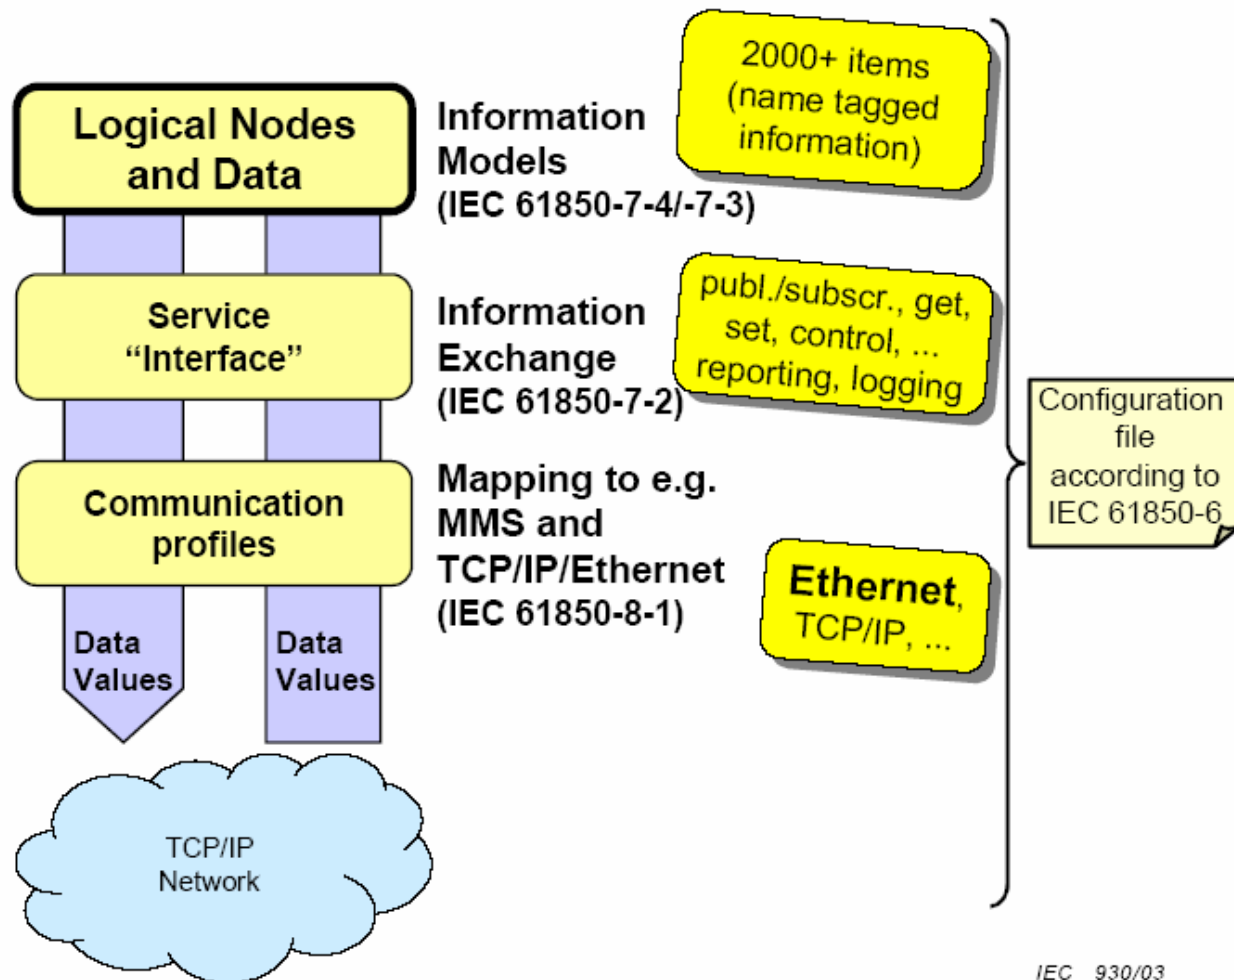 Logical Nodes
and Data
Information
Models
(IEC 61850-7-4/-7-3)
2000+ items
(name tagged
information)
Service
“Interface”
Information
Exchange
(IEC 61850-7-2)
publ./subscr., get,
set, control, ...
reporting, logging
Configuration
file
according to
IEC 61850-6
Communication
profiles
Mapping to e.g.
MMS and
TCP/IP/Ethernet
(IEC 61850-8-1)
Ethernet,
TCP/IP, ...
Data
Values
Data
Values
TCP/IP
Network
IEC 930/03